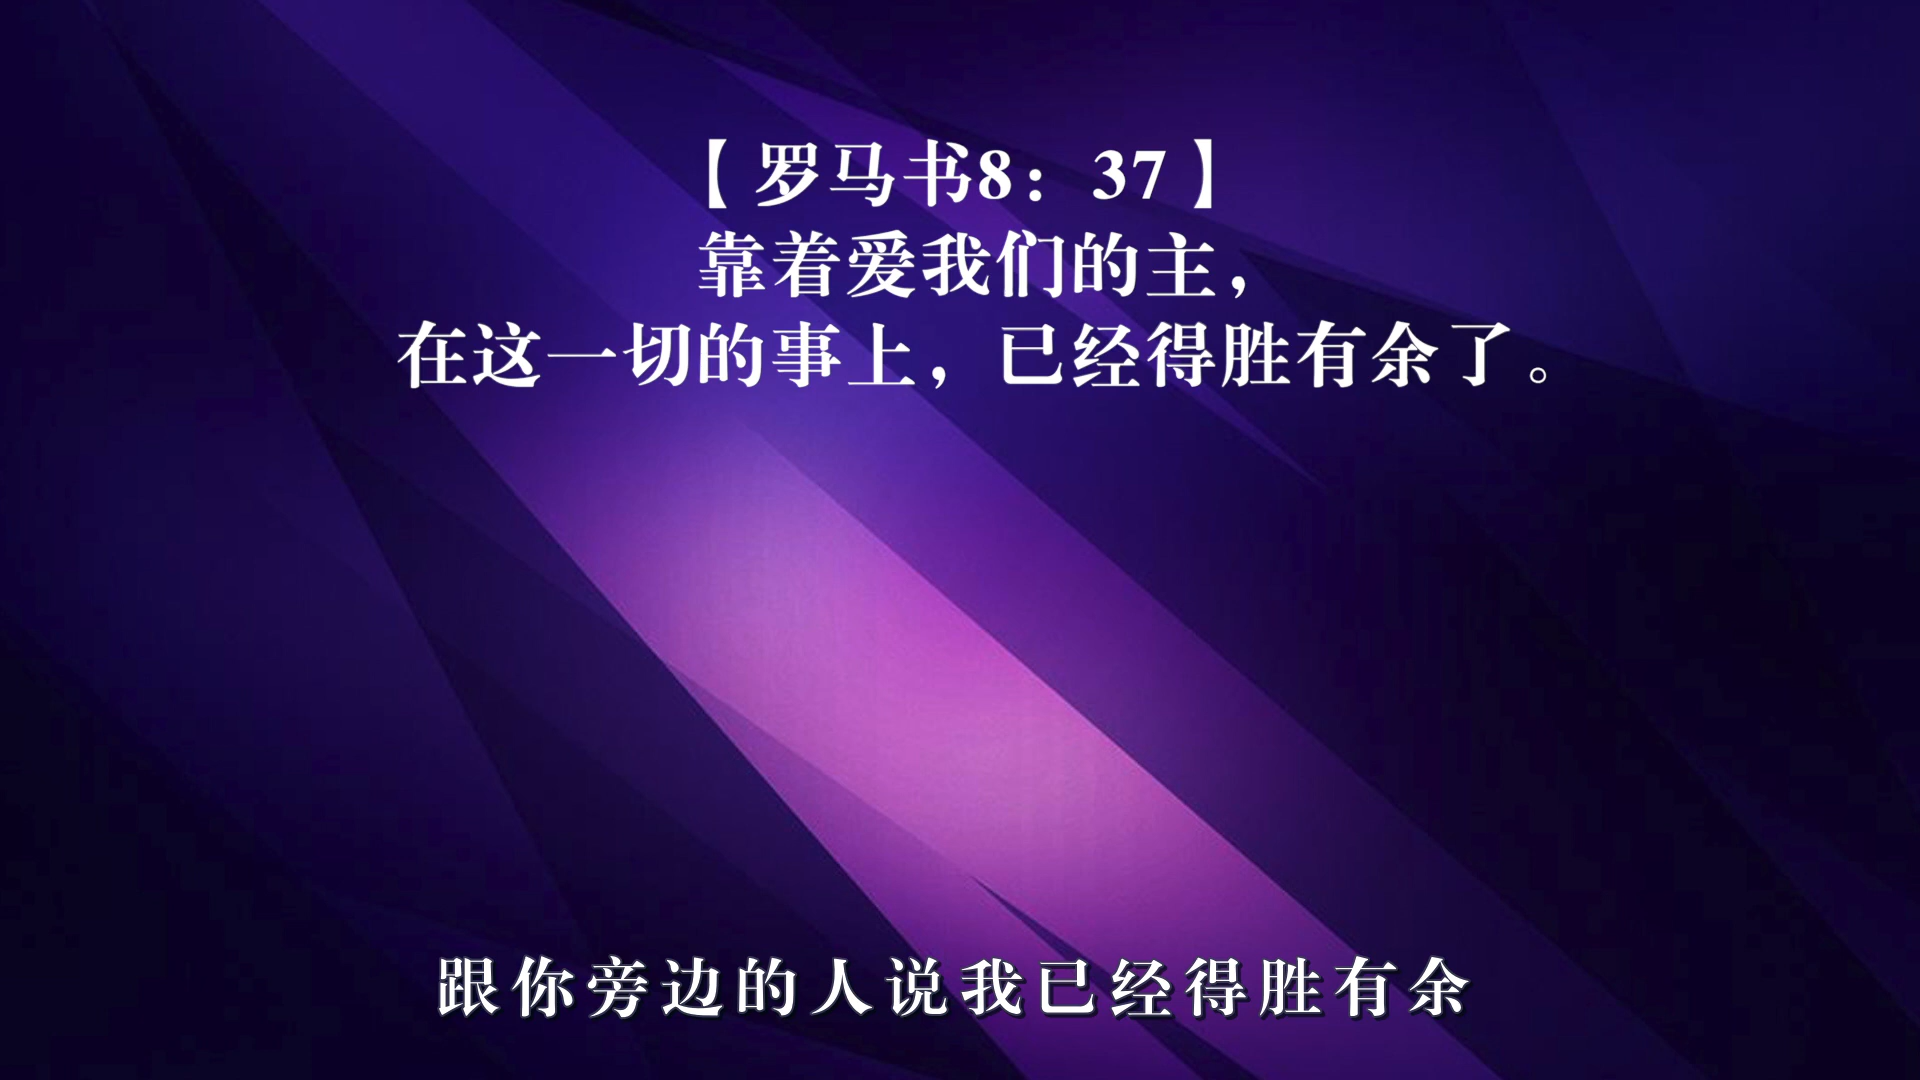 【罗马书8：37】
靠着爱我们的主，
在这一切的事上，已经得胜有余了。
跟你旁边的人说我已经得胜有余